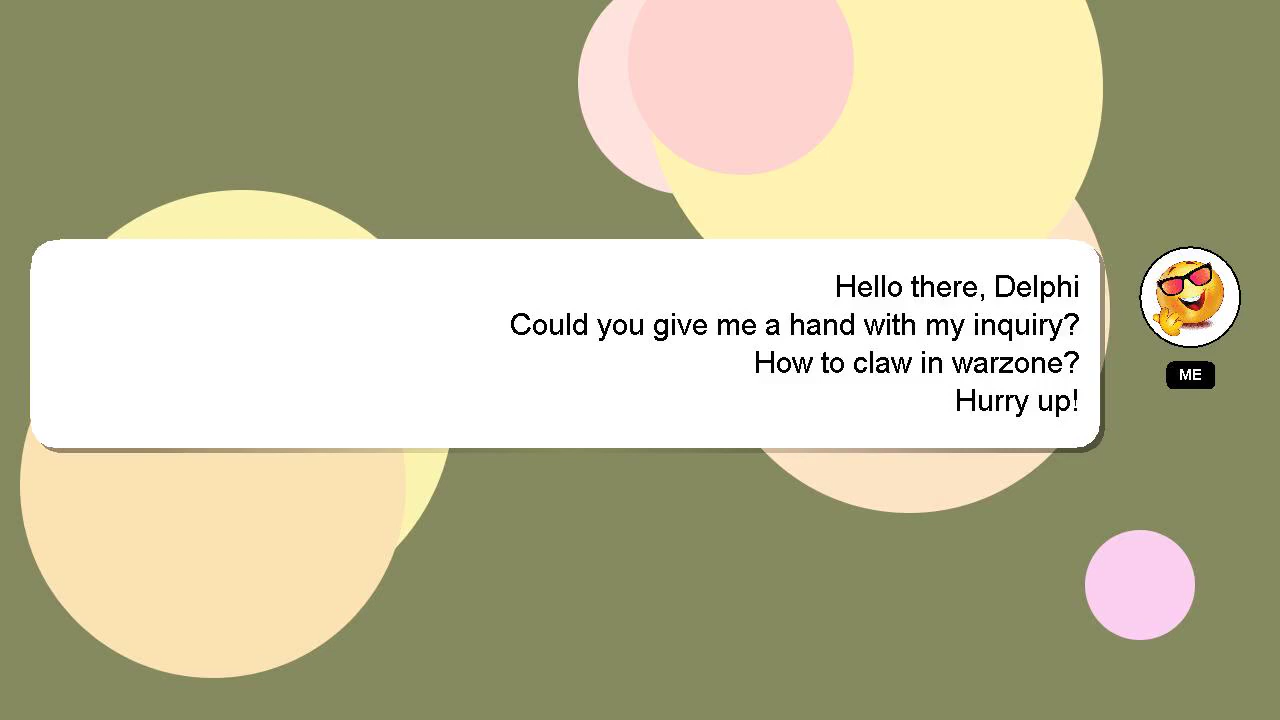 Hello there, Delphi
Could you give me a hand with my inquiry?
How to claw in warzone?
Hurry up!
ME